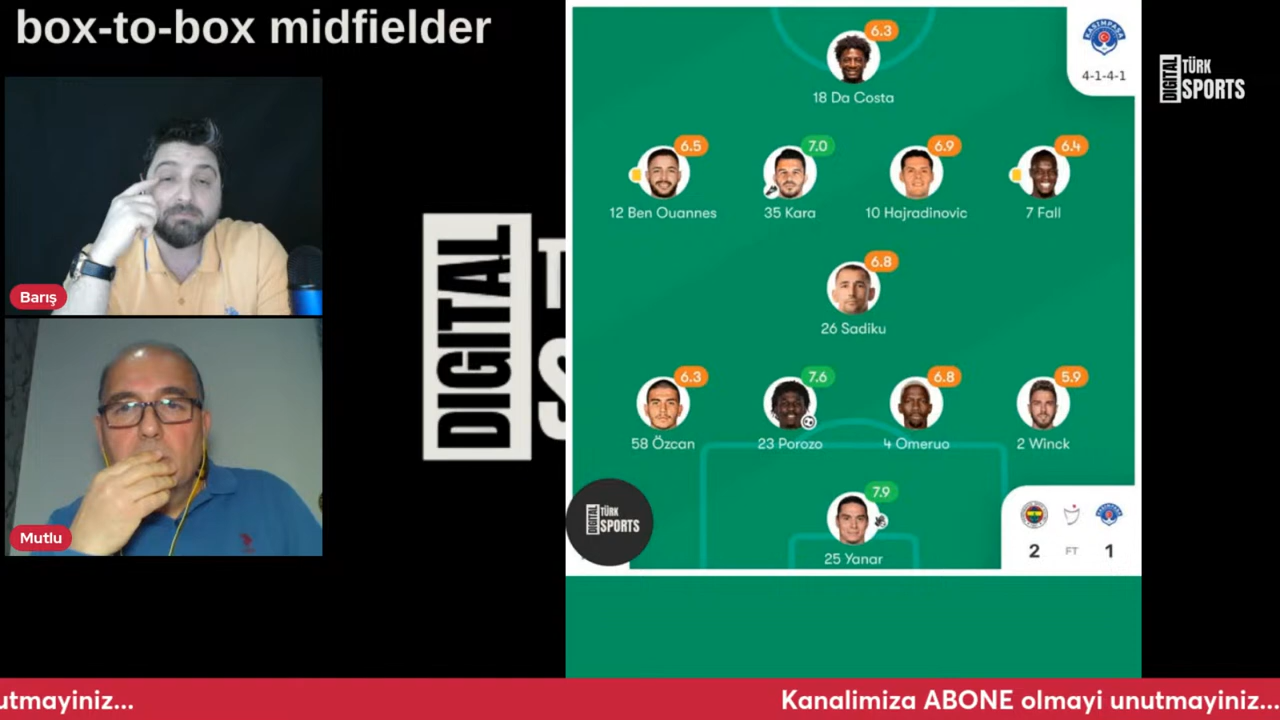 box-to-box midfielder
Barış
Mutlu
DIGITAL
T
S
6.3
18 Da Costa
KASIMPAŞA
4-1-4-1
DIGITAL
TÜRK
SPORTS
6.5
7.0
6.9
6.4
12 Ben Ouannes
35 Kara
10 Hajradinovic
7 Fall
6.8
26 Sadiku
6.3
7.6
6.8
5.9
58 Özcan
23 Porozo
4 Omeruo
2 Winck
7.9
25 Yanar
DIGITAL
TÜRK
SPORTS
2 FT 1
utmayiniz...
Kanalimiza ABONE olmayi unutmayiniz...